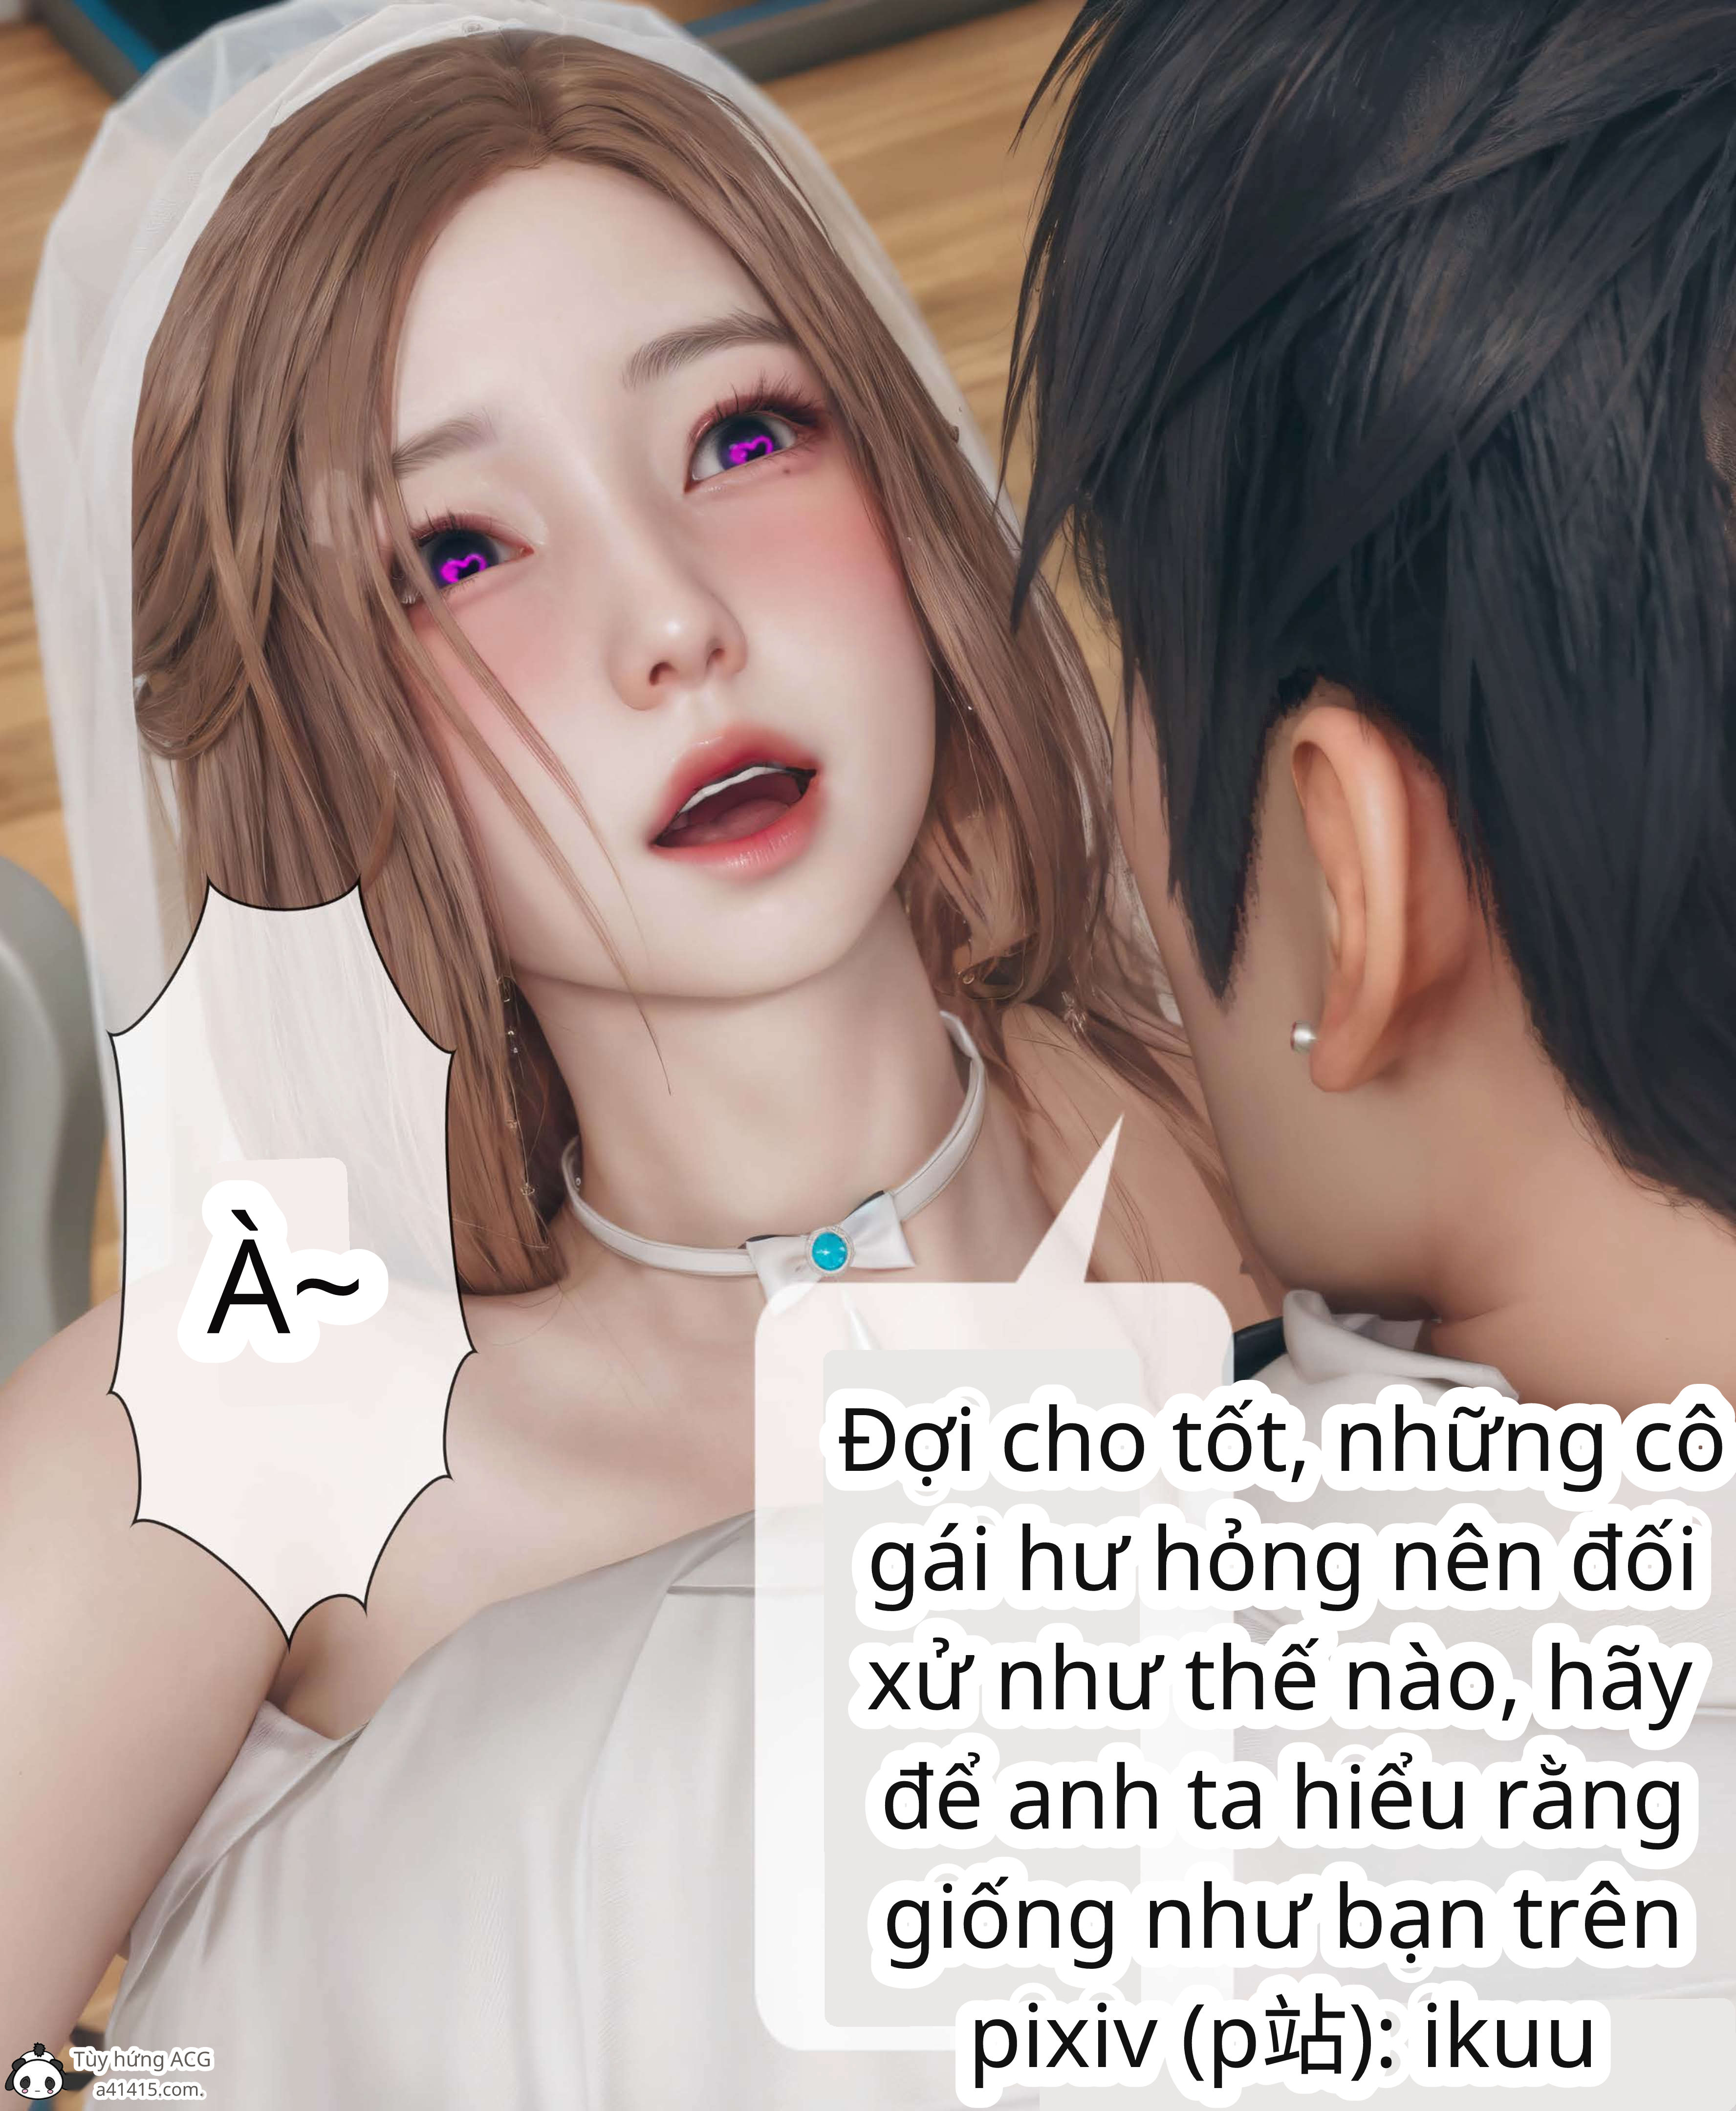 À~
Đợi cho tốt, những cô
gái hư hỏng nên đối
xử như thế nào, hãy
để anh ta hiểu rằng
giống như bạn trên
pixiv (p站): ikuu
Tùy hứng ACG
a41415.com.